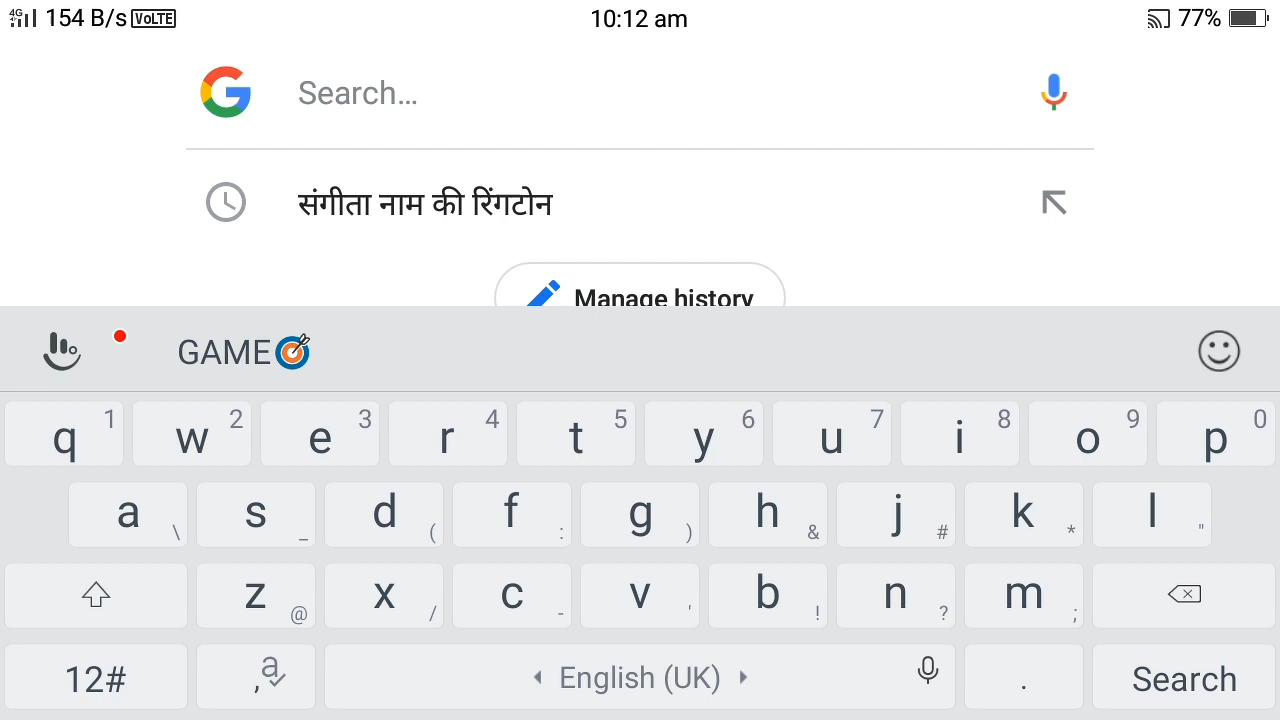 4G 154 B/s VoLTE 10:12 am 77%
Search...
संगीता नाम की रिंगटोन
Manage history
GAME
q 1 w 2 e 3 r 4 t 5 y 6 u 7 i 8 o 9 p 0
a \ s _ d ( f : g ) h & j # k * l "
z @ x / c - v ' b ! n ? m ;
12# , a English (UK) . Search